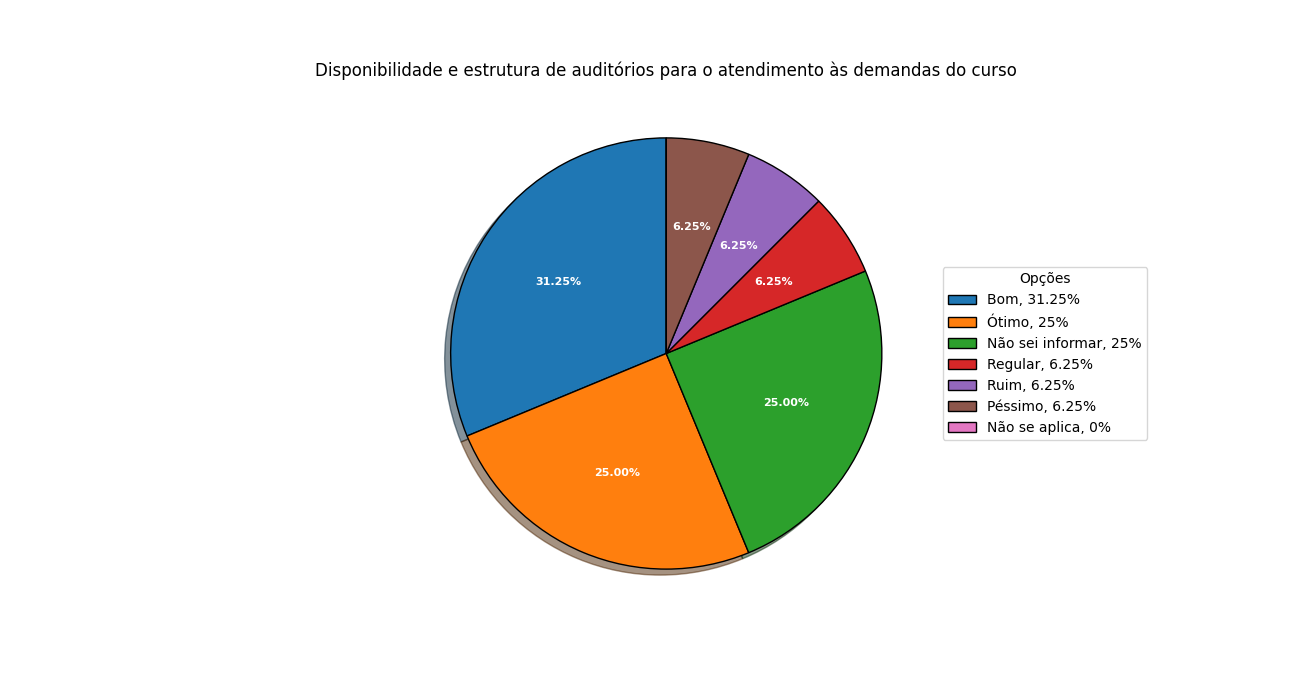 Disponibilidade e estrutura de auditórios para o atendimento às demandas do curso
6.25%
6.25%
6.25%
31.25%
25.00%
25.00%
Opções
Bom, 31.25%
Ótimo, 25%
Não sei informar, 25%
Regular, 6.25%
Ruim, 6.25%
Péssimo, 6.25%
Não se aplica, 0%